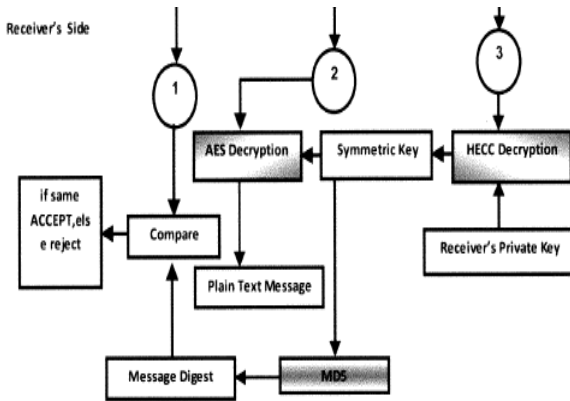 Receiver's Side
1
2
3
AES Decryption
Symmetric Key
HECC Decryption
if same
ACCEPT,els
e reject
Compare
Receiver's Private Key
Plain Text Message
Message Digest
MD5